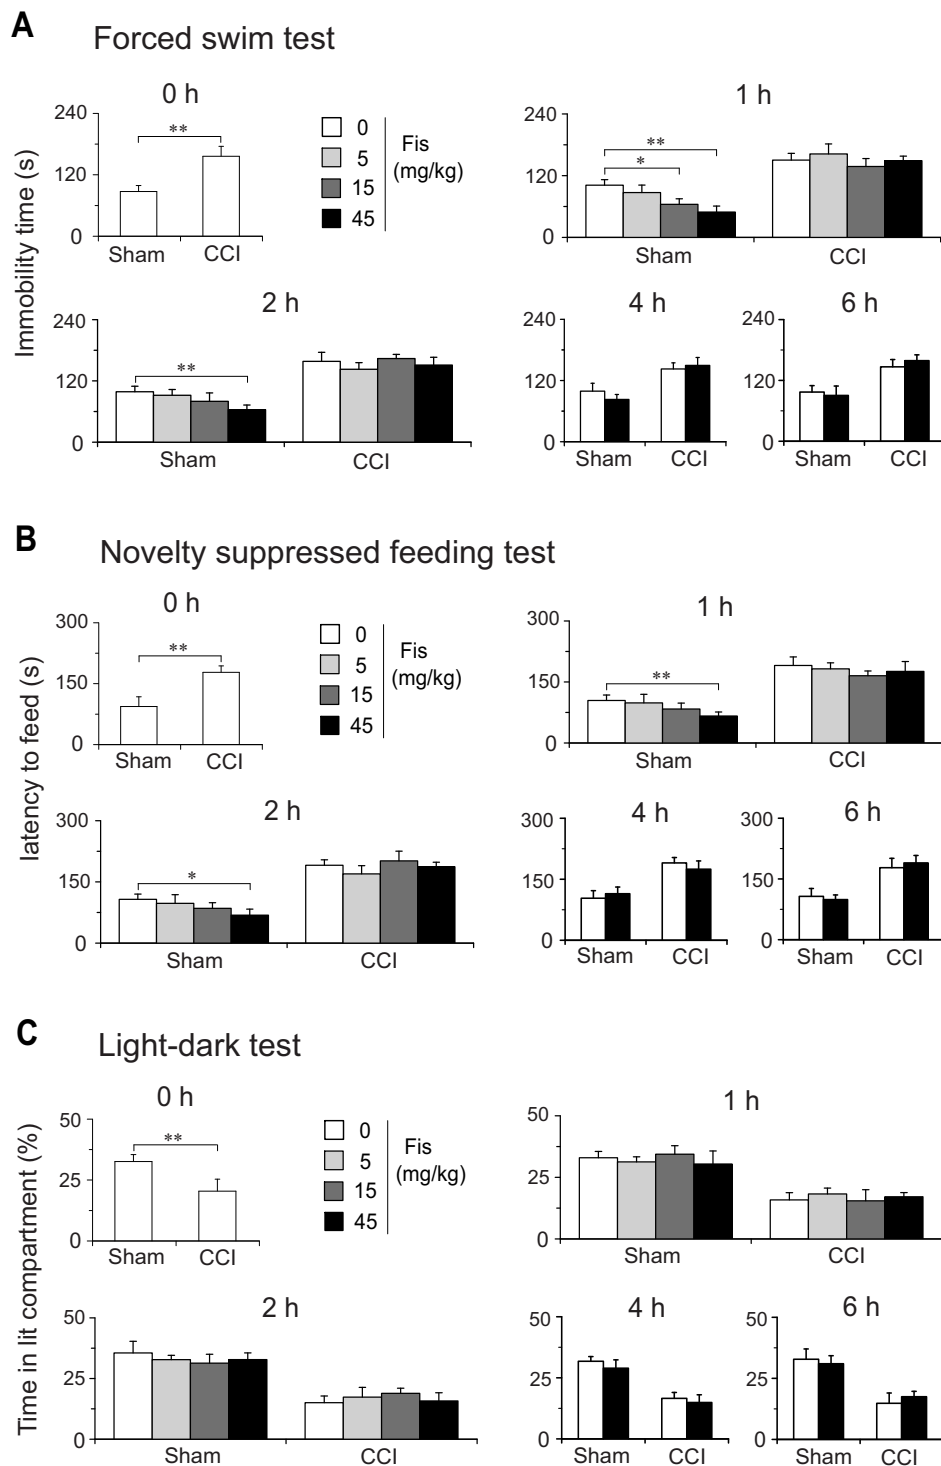 A
Forced swim test
Immobility time (s)
0 h
240
120
0
**
Sham CCI
0
5
15
45
Fis
(mg/kg)
1 h
240
120
0
**
*
Sham CCI
2 h
240
120
0
**
Sham CCI
4 h
240
120
0
Sham CCI
6 h
240
120
0
Sham CCI
B
Novelty suppressed feeding test
latency to feed (s)
0 h
300
150
0
**
Sham CCI
0
5
15
45
Fis
(mg/kg)
1 h
300
150
0
**
Sham CCI
2 h
300
150
0
*
Sham CCI
4 h
300
150
0
Sham CCI
6 h
300
150
0
Sham CCI
C
Light-dark test
Time in lit compartment (%)
0 h
50
25
0
**
Sham CCI
0
5
15
45
Fis
(mg/kg)
1 h
50
25
0
Sham CCI
2 h
50
25
0
Sham CCI
4 h
50
25
0
Sham CCI
6 h
50
25
0
Sham CCI